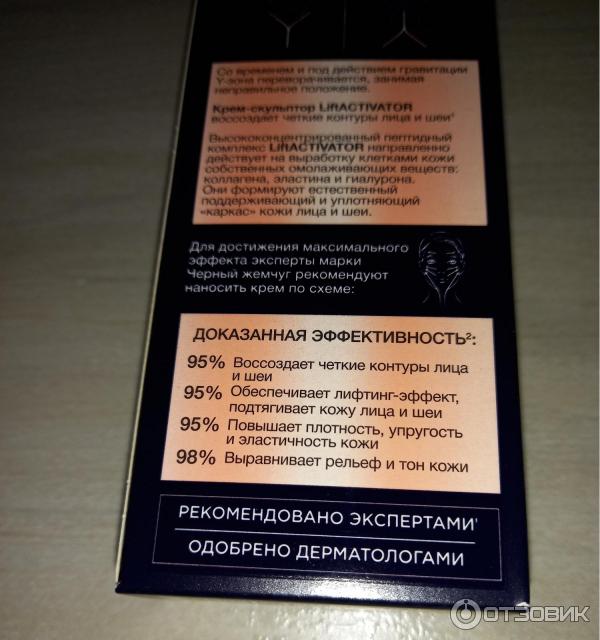 Со временем и под действием гравитации
Y-зона переворачивается, занимая
неправильное положение.
Крем-скульптор LiftACTIVATOR
воссоздает четкие контуры лица и шеи¹
Высококонцентрированный пептидный
комплекс LiftACTIVATOR направленно
действует на выработку клетками кожи
собственных омолаживающих веществ:
коллагена, эластина и гиалурона.
Они формируют естественный
поддерживающий и уплотняющий
«каркас» кожи лица и шеи.
Для достижения максимального
эффекта эксперты марки
Черный жемчуг рекомендуют
наносить крем по схеме:
ДОКАЗАННАЯ ЭФФЕКТИВНОСТЬ²:
95% Воссоздает четкие контуры лица
и шеи
95% Обеспечивает лифтинг-эффект,
подтягивает кожу лица и шеи
95% Повышает плотность, упругость
и эластичность кожи
98% Выравнивает рельеф и тон кожи
РЕКОМЕНДОВАНО ЭКСПЕРТАМИ¹
ОДОБРЕНО ДЕРМАТОЛОГАМИ
ОТЗОВИК